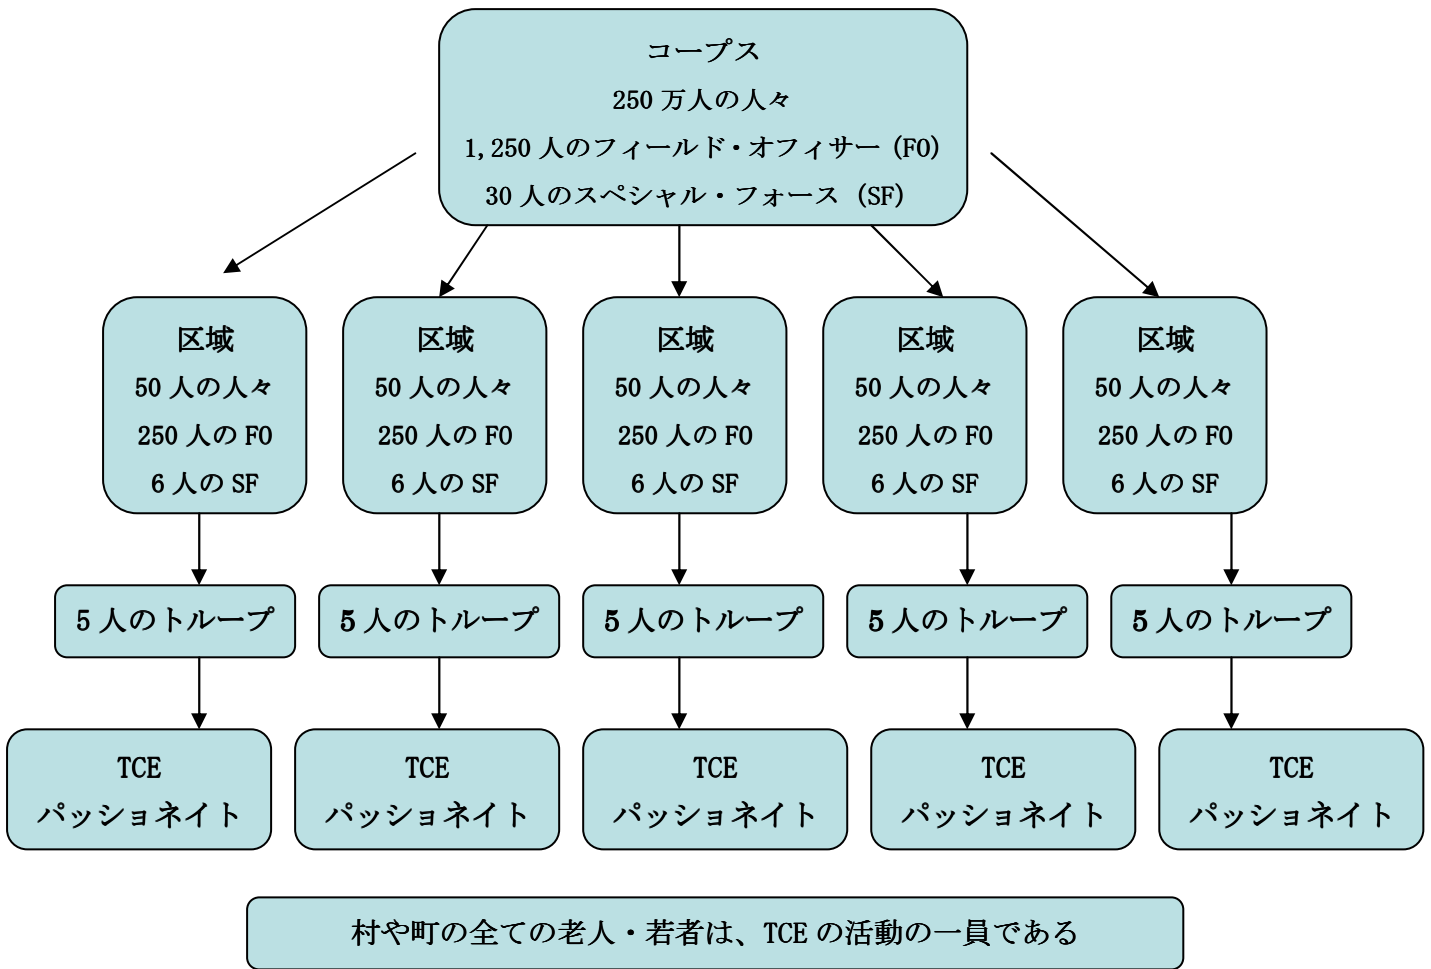 コープス
250 万人の人々
1,250 人のフィールド・オフィサー (FO)
30 人のスペシャル・フォース (SF)
区域
50 人の人々
250 人の FO
6 人の SF
区域
50 人の人々
250 人の FO
6 人の SF
区域
50 人の人々
250 人の FO
6 人の SF
区域
50 人の人々
250 人の FO
6 人の SF
区域
50 人の人々
250 人の FO
6 人の SF
5 人のトループ
5 人のトループ
5 人のトループ
5 人のトループ
5 人のトループ
TCE
パッショネイト
TCE
パッショネイト
TCE
パッショネイト
TCE
パッショネイト
TCE
パッショネイト
村や町の全ての老人・若者は、TCE の活動の一員である